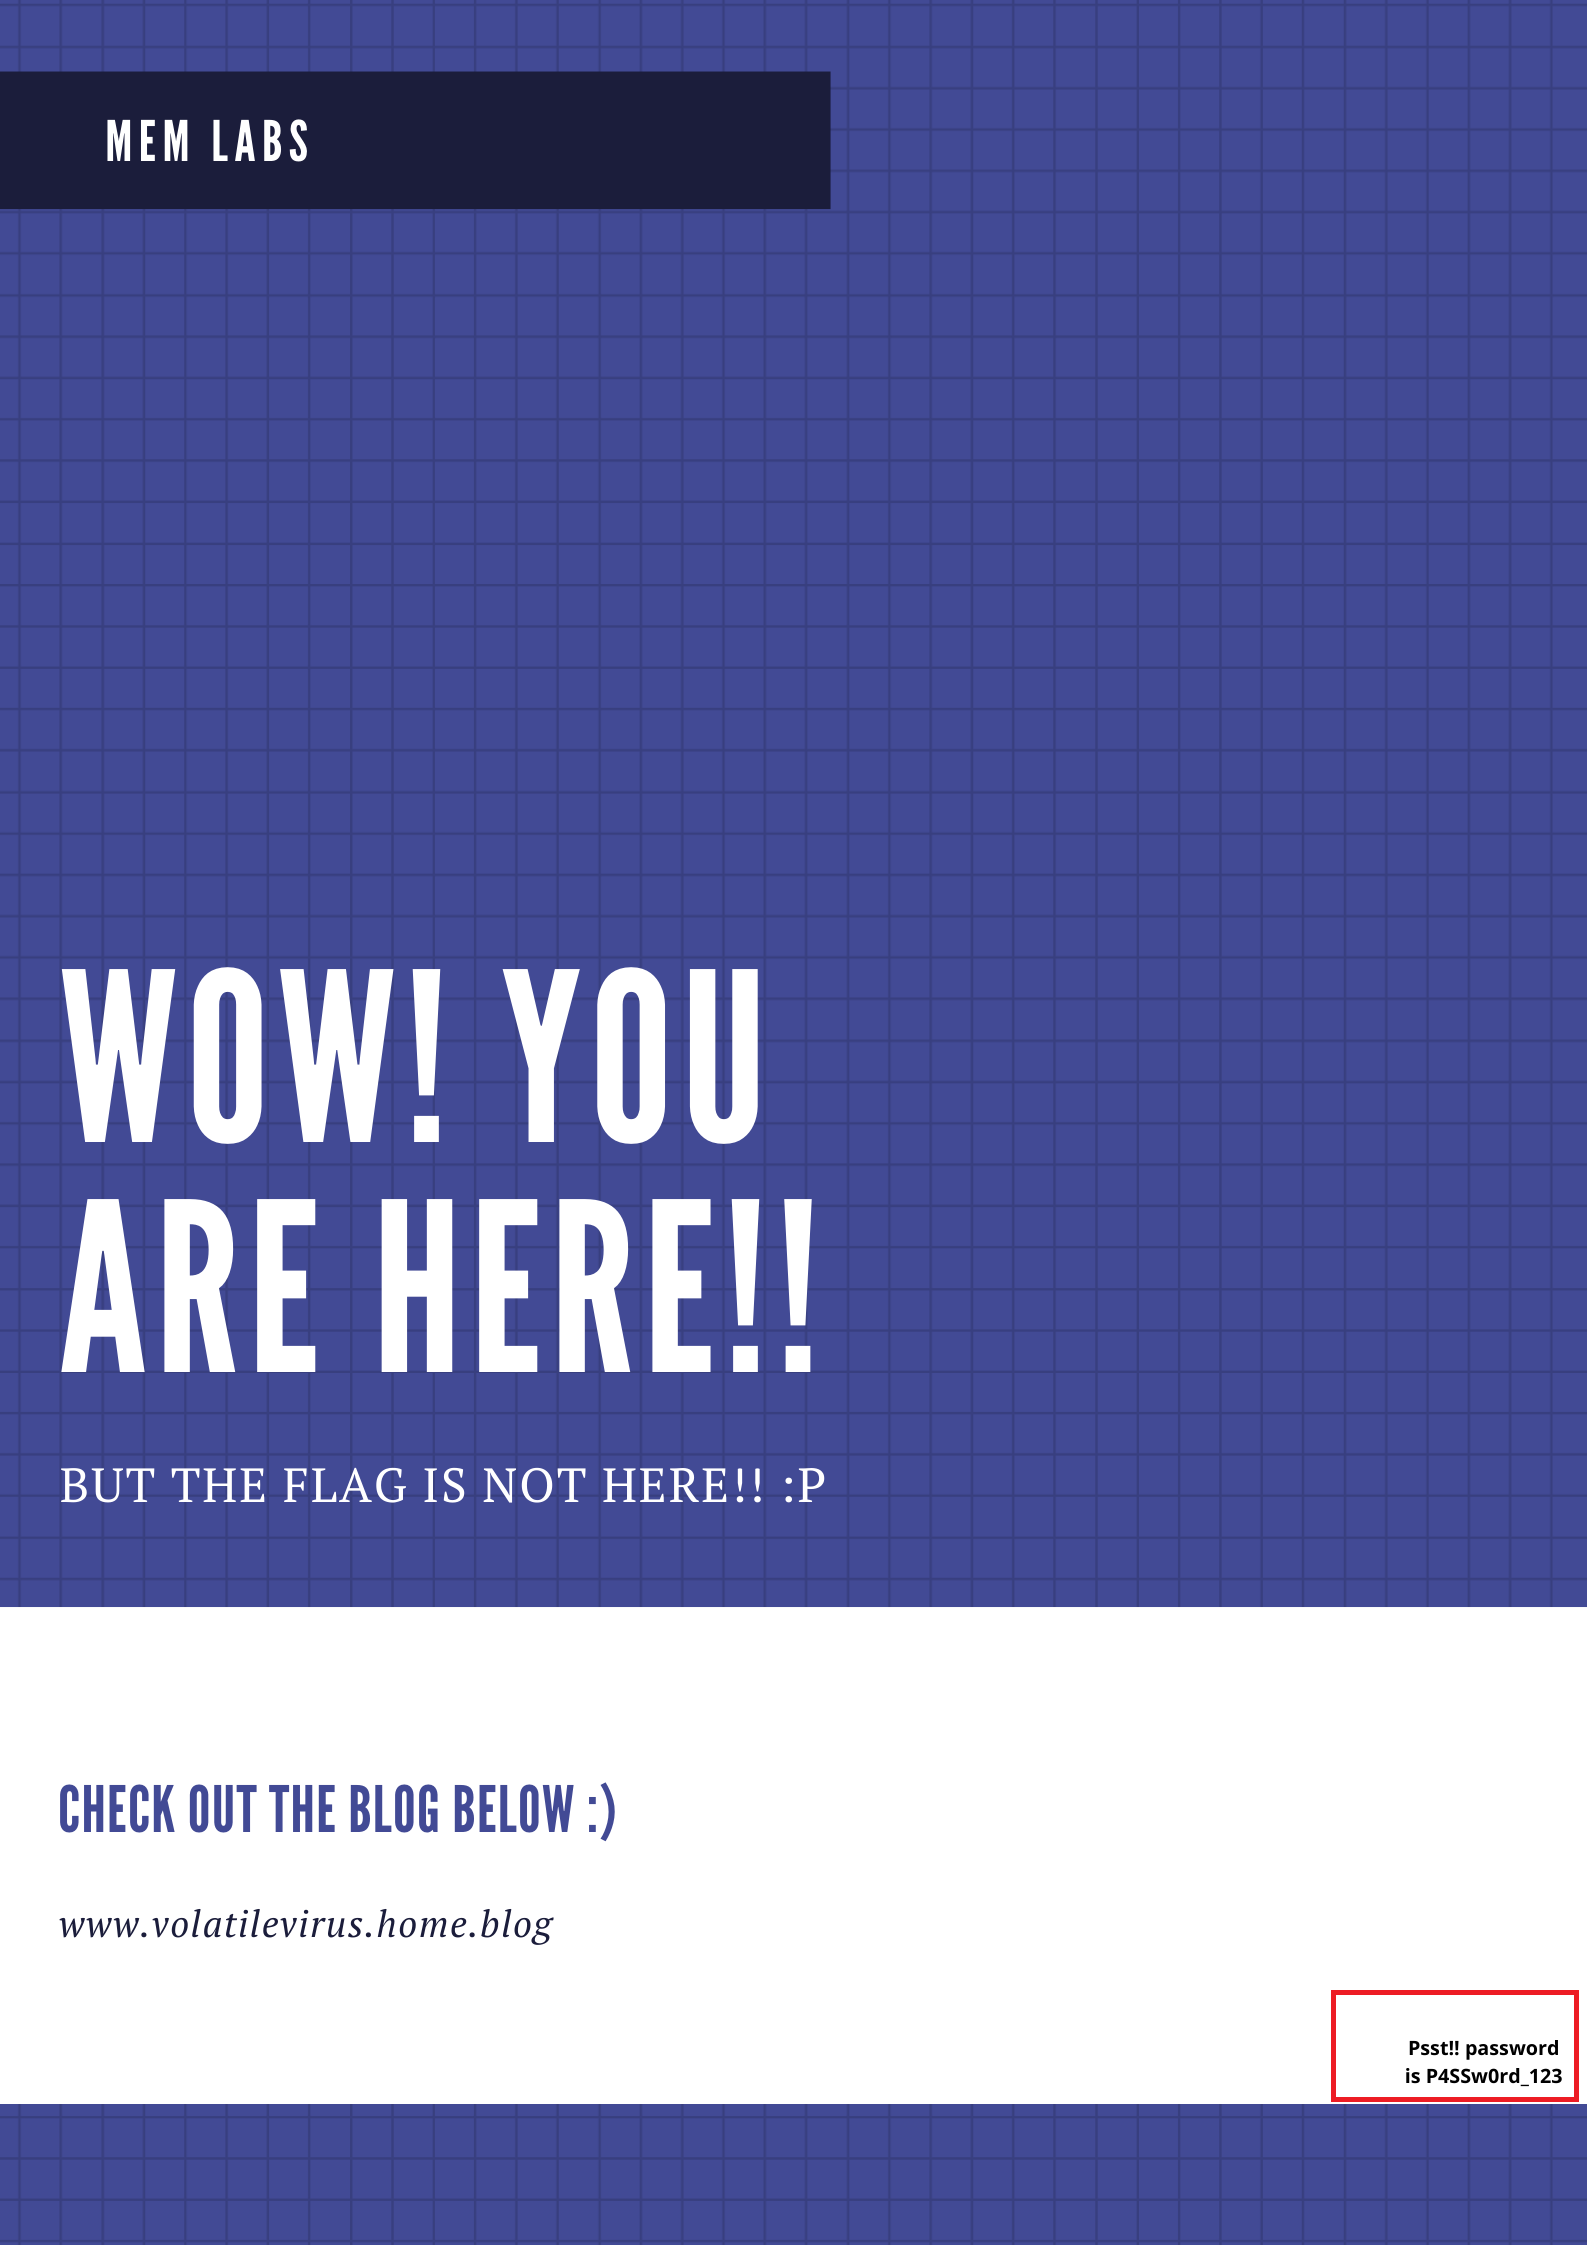 MEM LABS
WOW! YOU
ARE HERE!!
BUT THE FLAG IS NOT HERE!! :P
CHECK OUT THE BLOG BELOW :)
www.volatilevirus.home.blog
Psst!! password
is P4SSw0rd_123